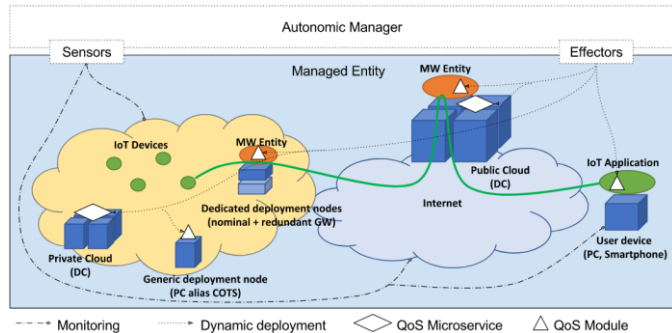 Autonomic Manager
Sensors
Effectors
Managed Entity
MW Entity
IoT Devices
MW Entity
IoT Application
Public Cloud
(DC)
Dedicated deployment nodes
(nominal + redundant GW)
Internet
Private Cloud
(DC)
Generic deployment node
(PC alias COTS)
User device
(PC, Smartphone)
Monitoring
Dynamic deployment
QoS Microservice
QoS Module